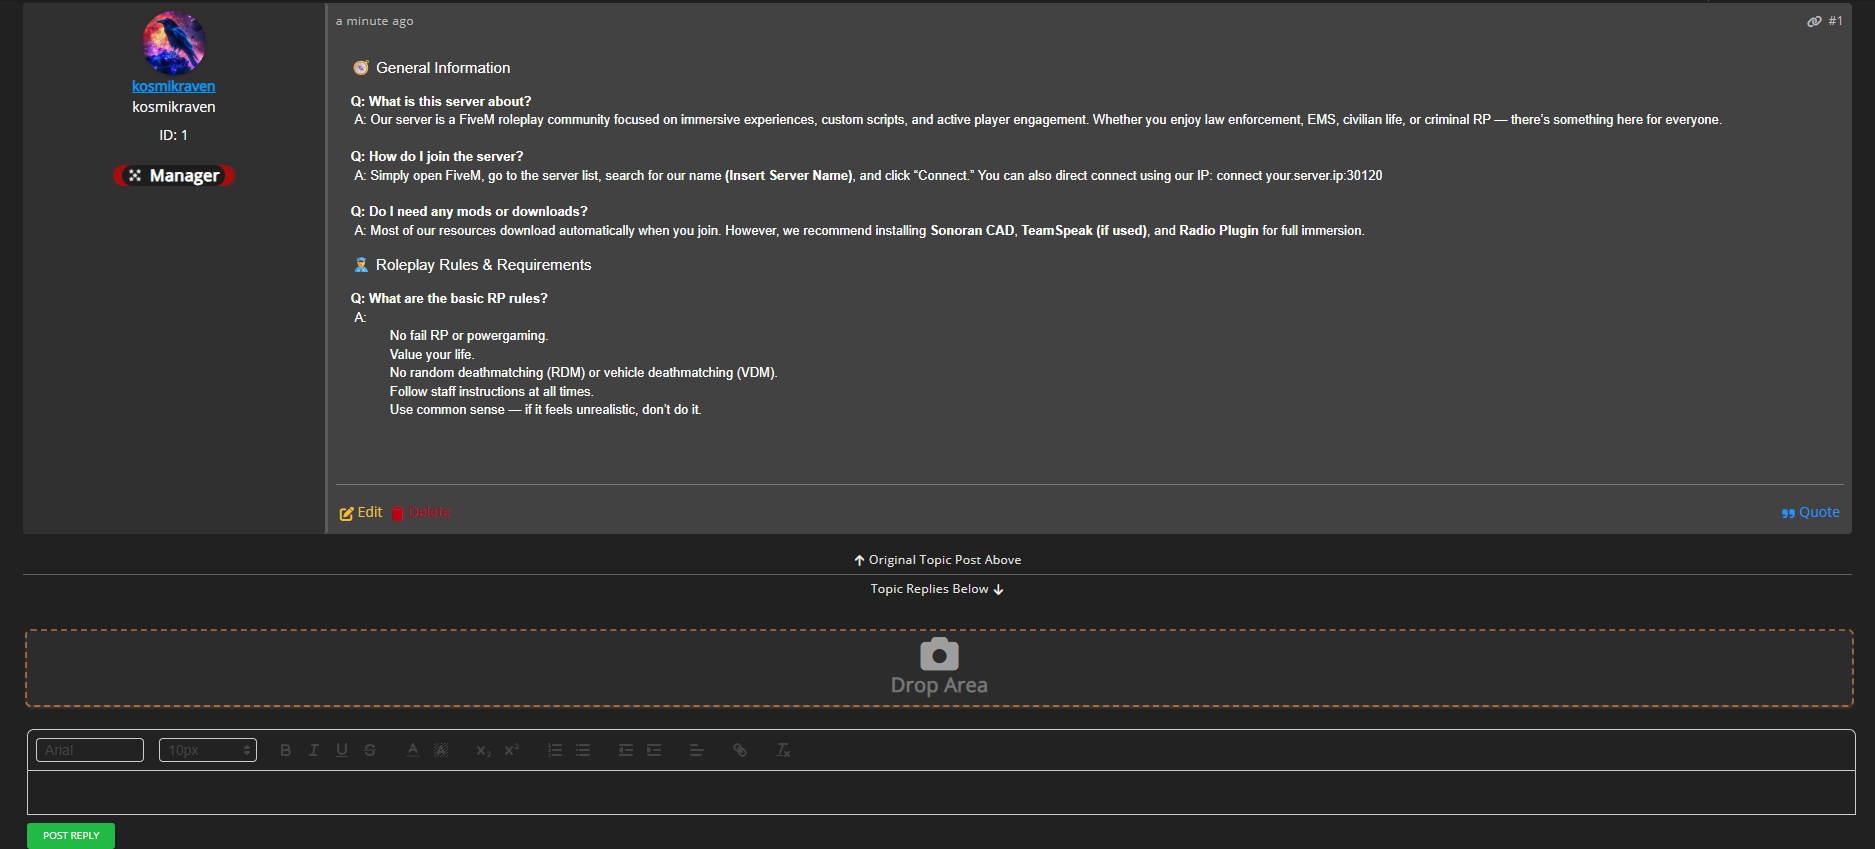 a minute ago
#1
kosmikraven
kosmikraven
ID: 1
Manager
General Information
Q: What is this server about?
A: Our server is a FiveM roleplay community focused on immersive experiences, custom scripts, and active player engagement. Whether you enjoy law enforcement, EMS, civilian life, or criminal RP — there’s something here for everyone.
Q: How do I join the server?
A: Simply open FiveM, go to the server list, search for our name (Insert Server Name), and click “Connect.” You can also direct connect using our IP: connect your.server.ip:30120
Q: Do I need any mods or downloads?
A: Most of our resources download automatically when you join. However, we recommend installing Sonoran CAD, TeamSpeak (if used), and Radio Plugin for full immersion.
Roleplay Rules & Requirements
Q: What are the basic RP rules?
A:
No fail RP or powergaming.
Value your life.
No random deathmatching (RDM) or vehicle deathmatching (VDM).
Follow staff instructions at all times.
Use common sense — if it feels unrealistic, don’t do it.
Edit Delete
Quote
Original Topic Post Above
Topic Replies Below
Drop Area
Arial 10px
POST REPLY